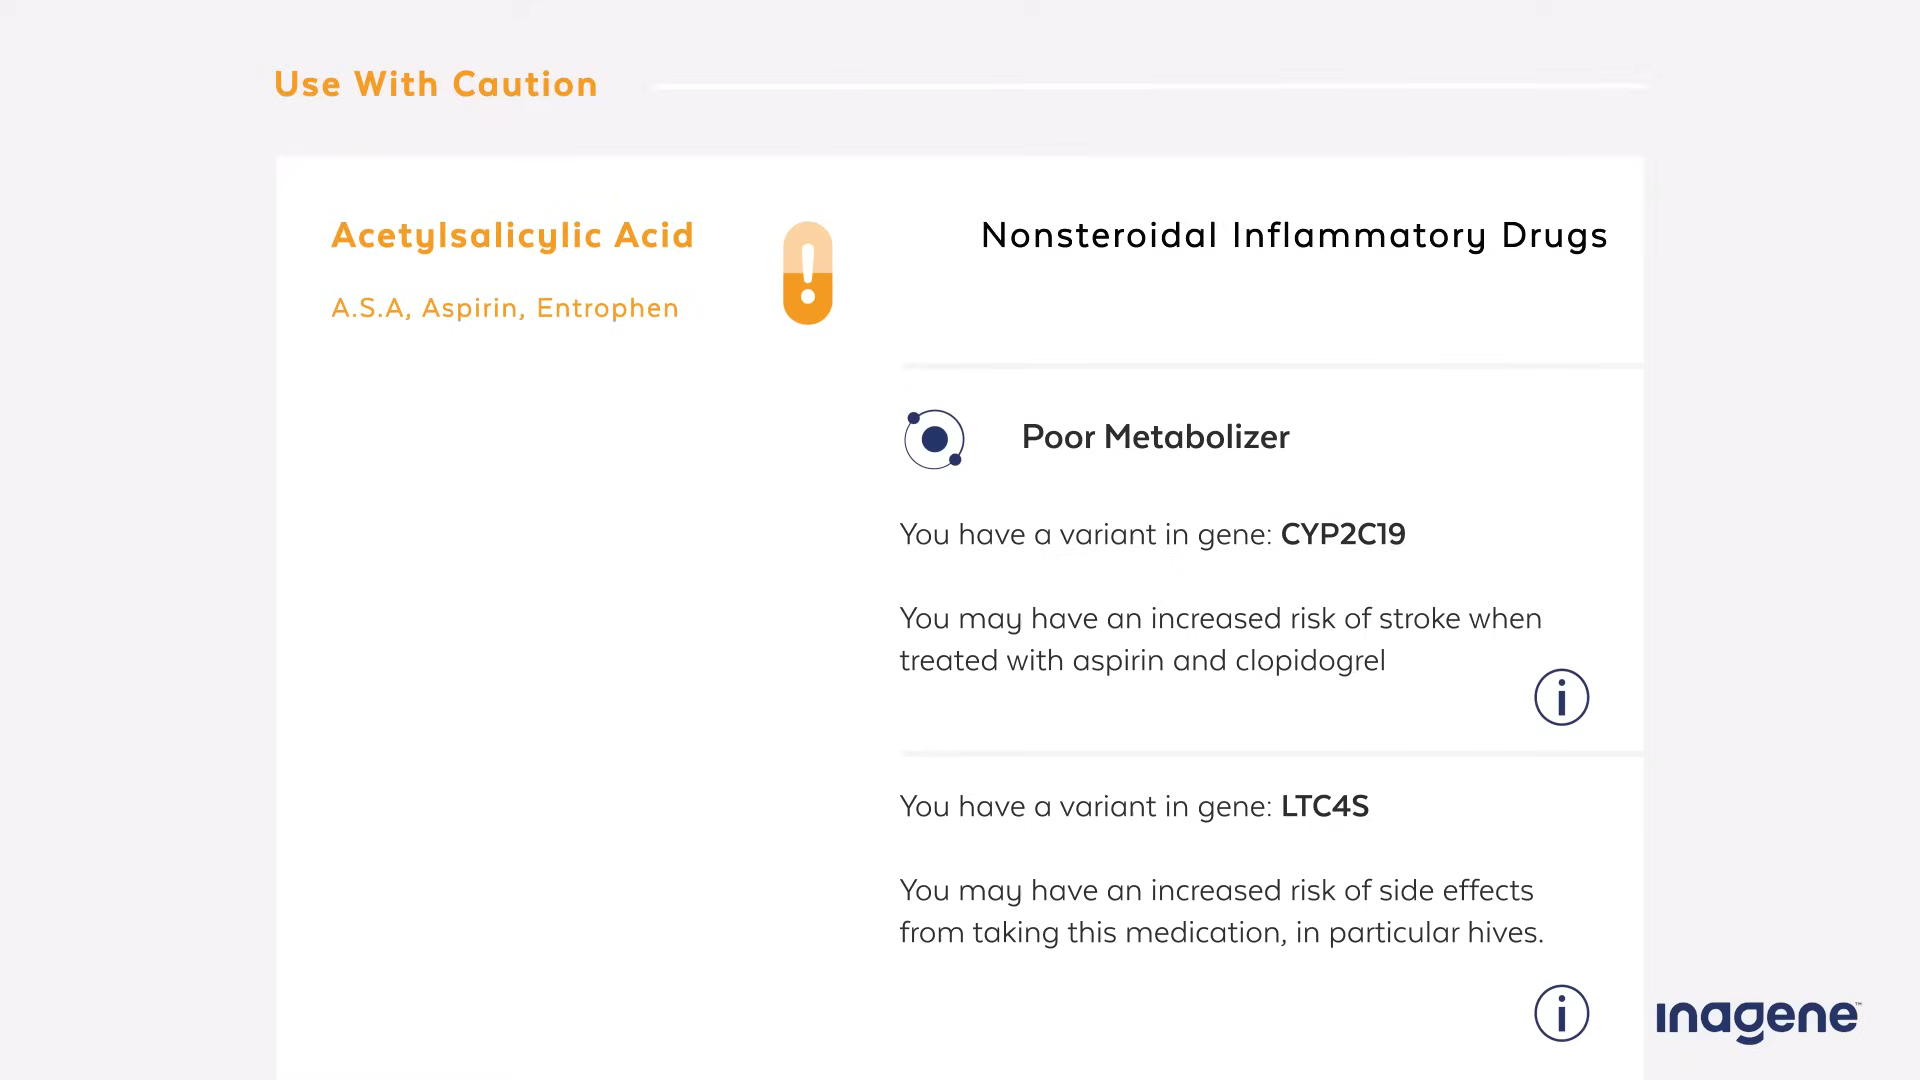 Use With Caution
Acetylsalicylic Acid
A.S.A, Aspirin, Entrophen
Nonsteroidal Inflammatory Drugs
Poor Metabolizer
You have a variant in gene: CYP2C19
You may have an increased risk of stroke when
treated with aspirin and clopidogrel
You have a variant in gene: LTC4S
You may have an increased risk of side effects
from taking this medication, in particular hives.
inagene™